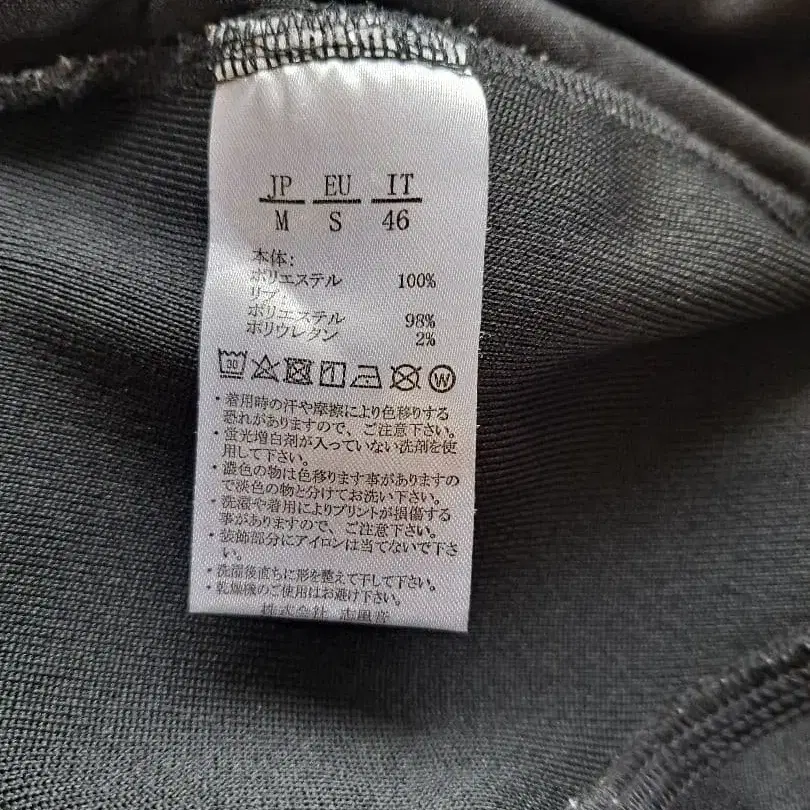 JP EU IT
M S 46
本体:
ポリエステル 100%
リブ:
ポリエステル 98%
ポリウレタン 2%
30 W
・着用時の汗や摩擦により色移りする
恐れがありますので、ご注意下さい。
・蛍光増白剤が入っていない洗剤を使
用して下さい。
・濃色の物は色移ります事がありますの
で淡色の物と分けてお洗い下さい。
・洗濯や着用によりプリントが損傷する
事がありますので、ご注意下さい。
・装飾部分にアイロンは当てないで下さ
い。
・洗濯後直ちに形を整えて干して下さい。
・乾燥機のご使用はお避け下さい。
株式会社 志風音